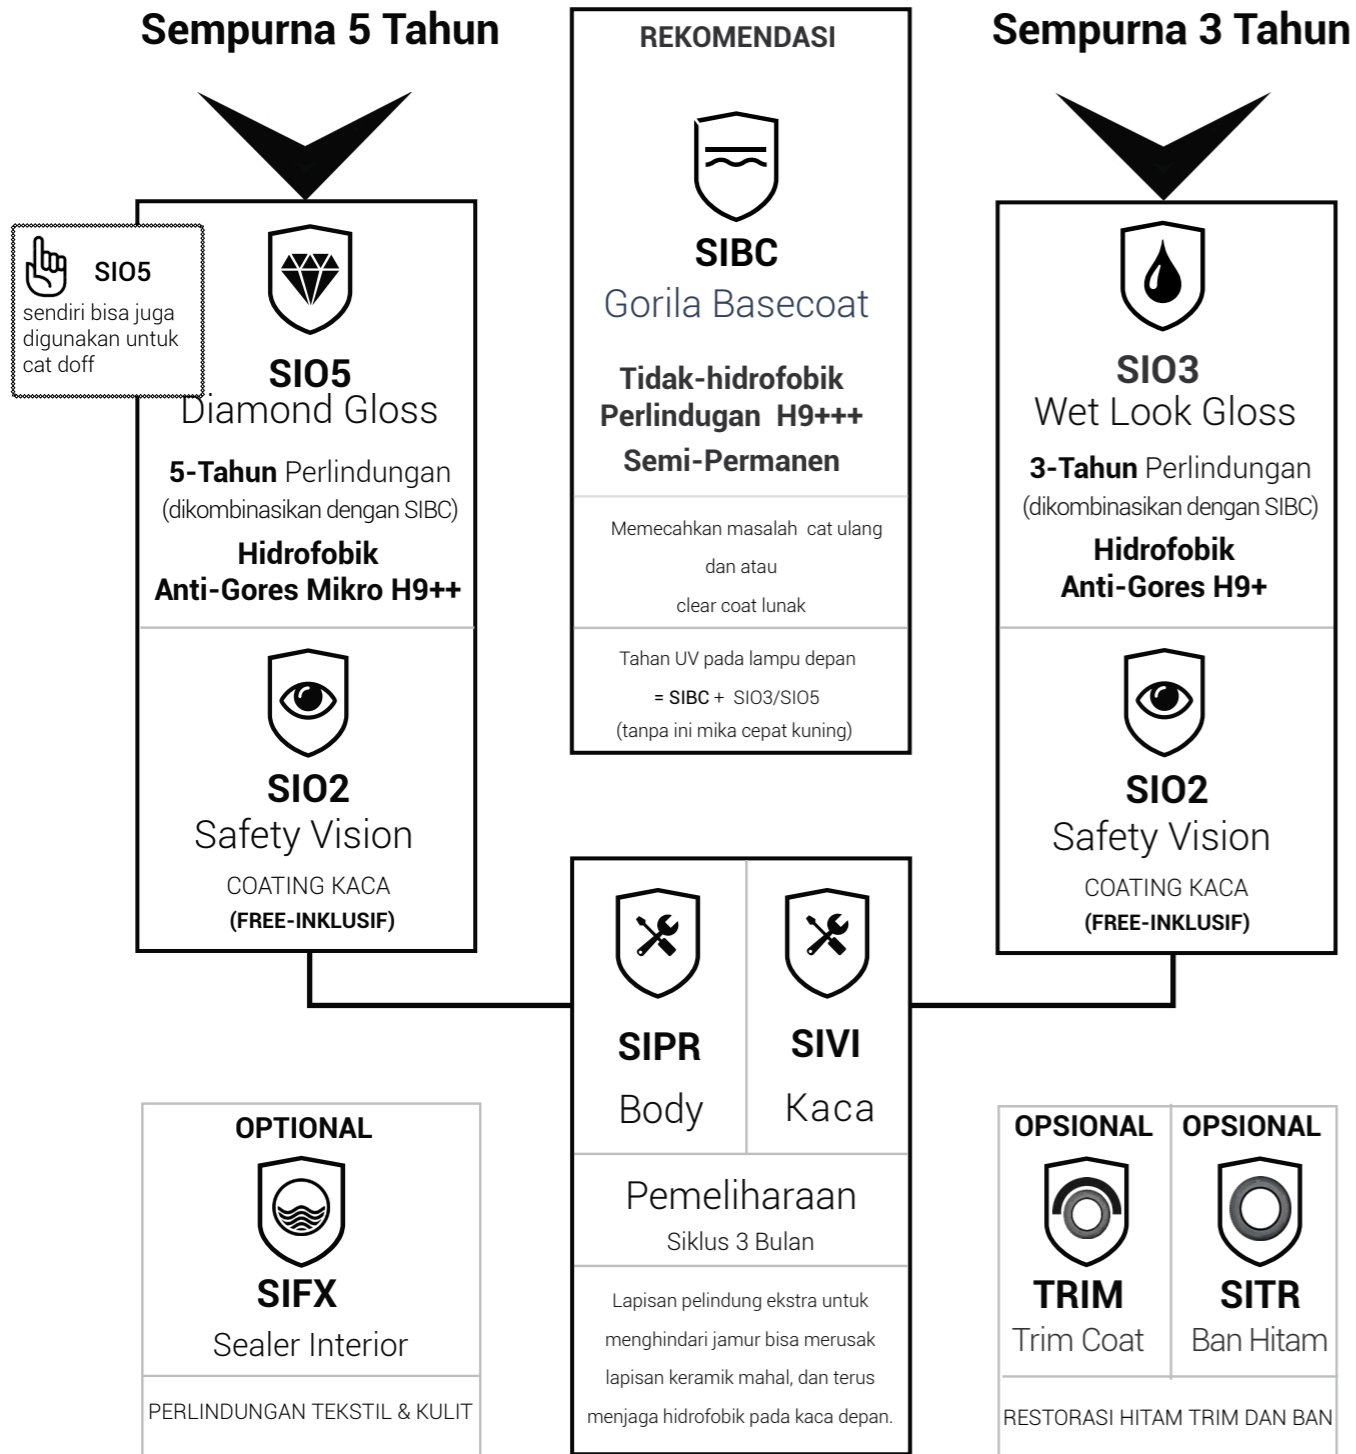 Sempurna 5 Tahun
SIO5
sendiri bisa juga
digunakan untuk
cat doff
SIO5
Diamond Gloss
5-Tahun Perlindungan
(dikombinasikan dengan SIBC)
Hidrofobik
Anti-Gores Mikro H9++
SIO2
Safety Vision
COATING KACA
(FREE-INKLUSIF)
REKOMENDASI
SIBC
Gorila Basecoat
Tidak-hidrofobik
Perlindugan H9+++
Semi-Permanen
Memecahkan masalah cat ulang
dan atau
clear coat lunak
Tahan UV pada lampu depan
= SIBC + SIO3/SIO5
(tanpa ini mika cepat kuning)
Sempurna 3 Tahun
SIO3
Wet Look Gloss
3-Tahun Perlindungan
(dikombinasikan dengan SIBC)
Hidrofobik
Anti-Gores H9+
SIO2
Safety Vision
COATING KACA
(FREE-INKLUSIF)
SIPR
Body
SIVI
Kaca
Pemeliharaan
Siklus 3 Bulan
Lapisan pelindung ekstra untuk
menghindari jamur bisa merusak
lapisan keramik mahal, dan terus
menjaga hidrofobik pada kaca depan.
OPTIONAL
SIFX
Sealer Interior
PERLINDUNGAN TEKSTIL & KULIT
OPSIONAL
TRIM
Trim Coat
OPSIONAL
SITR
Ban Hitam
RESTORASI HITAM TRIM DAN BAN